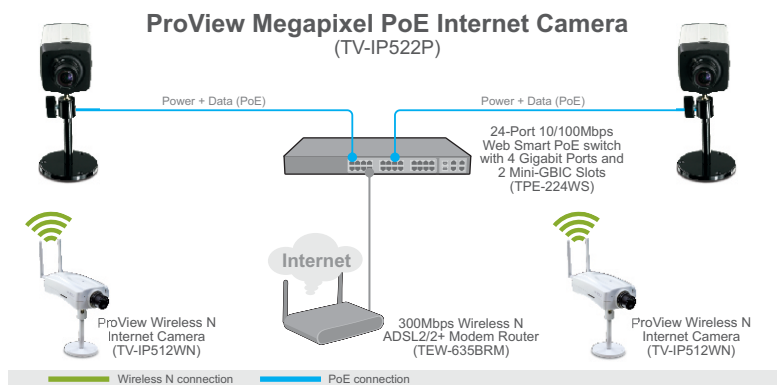 ProView Megapixel PoE Internet Camera
(TV-IP522P)
Power + Data (PoE)
Power + Data (PoE)
24-Port 10/100Mbps
Web Smart PoE switch
with 4 Gigabit Ports and
2 Mini-GBIC Slots
(TPE-224WS)
Internet
ProView Wireless N
Internet Camera
(TV-IP512WN)
300Mbps Wireless N
ADSL2/2+ Modem Router
(TEW-635BRM)
ProView Wireless N
Internet Camera
(TV-IP512WN)
Wireless N connection
PoE connection